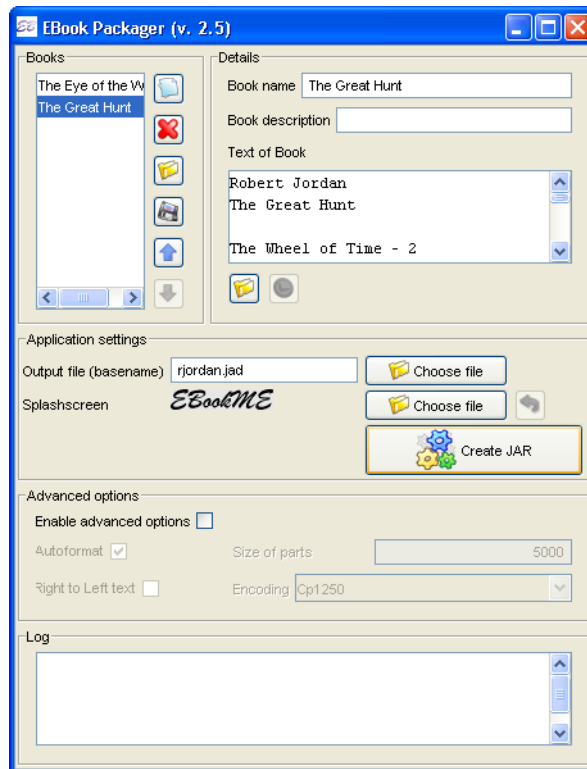 EBook Packager (v. 2.5)
Books
The Eye of the W
The Great Hunt
Details
Book name The Great Hunt
Book description
Text of Book
Robert Jordan
The Great Hunt
The Wheel of Time - 2
Application settings
Output file (basename) rjordan.jad Choose file
Splashscreen EBookME Choose file
Create JAR
Advanced options
Enable advanced options
Autoformat Size of parts 5000
Right to Left text Encoding Cp1250
Log